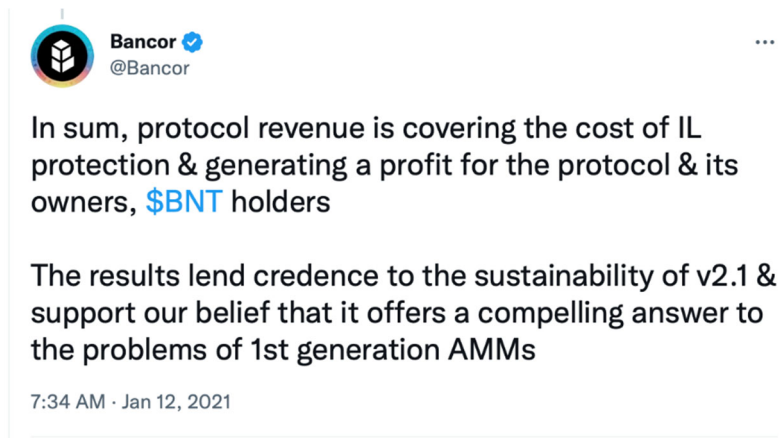 Bancor
@Bancor
In sum, protocol revenue is covering the cost of IL
protection & generating a profit for the protocol & its
owners, $BNT holders
The results lend credence to the sustainability of v2.1 &
support our belief that it offers a compelling answer to
the problems of 1st generation AMMs
7:34 AM · Jan 12, 2021